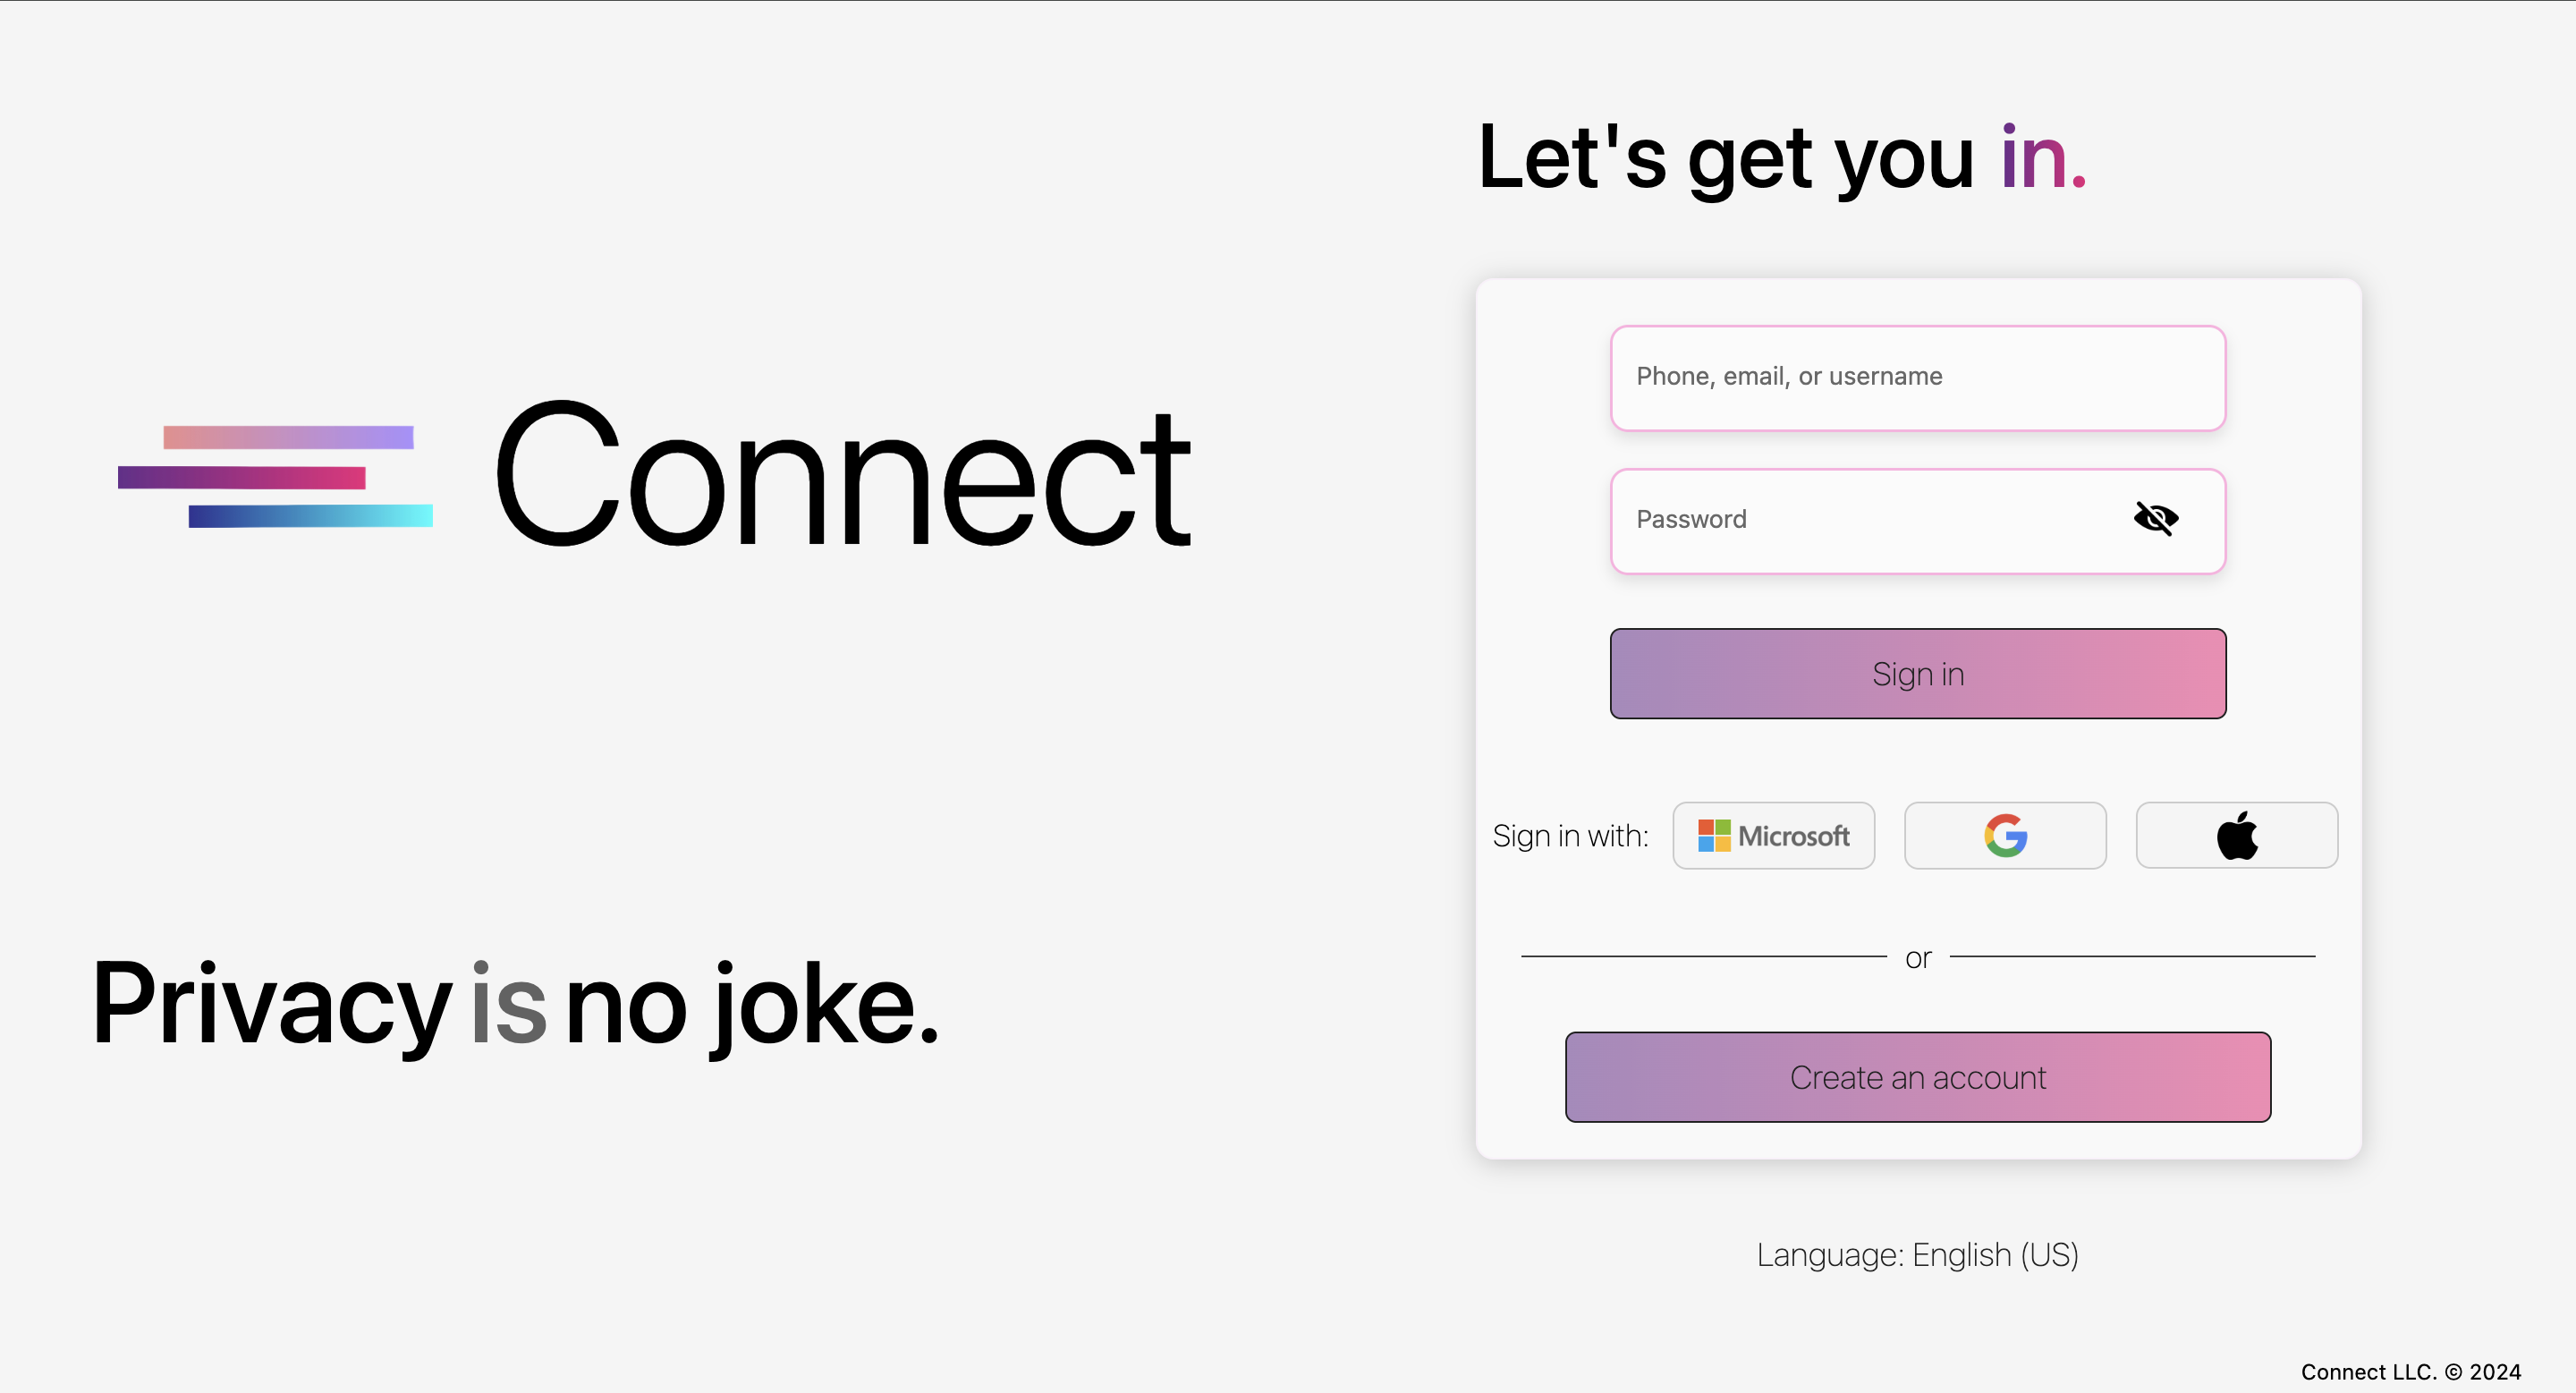 Connect
Privacy is no joke.
Let's get you in.
Phone, email, or username
Password
Sign in
Sign in with:
Microsoft
G
or
Create an account
Language: English (US)
Connect LLC. © 2024